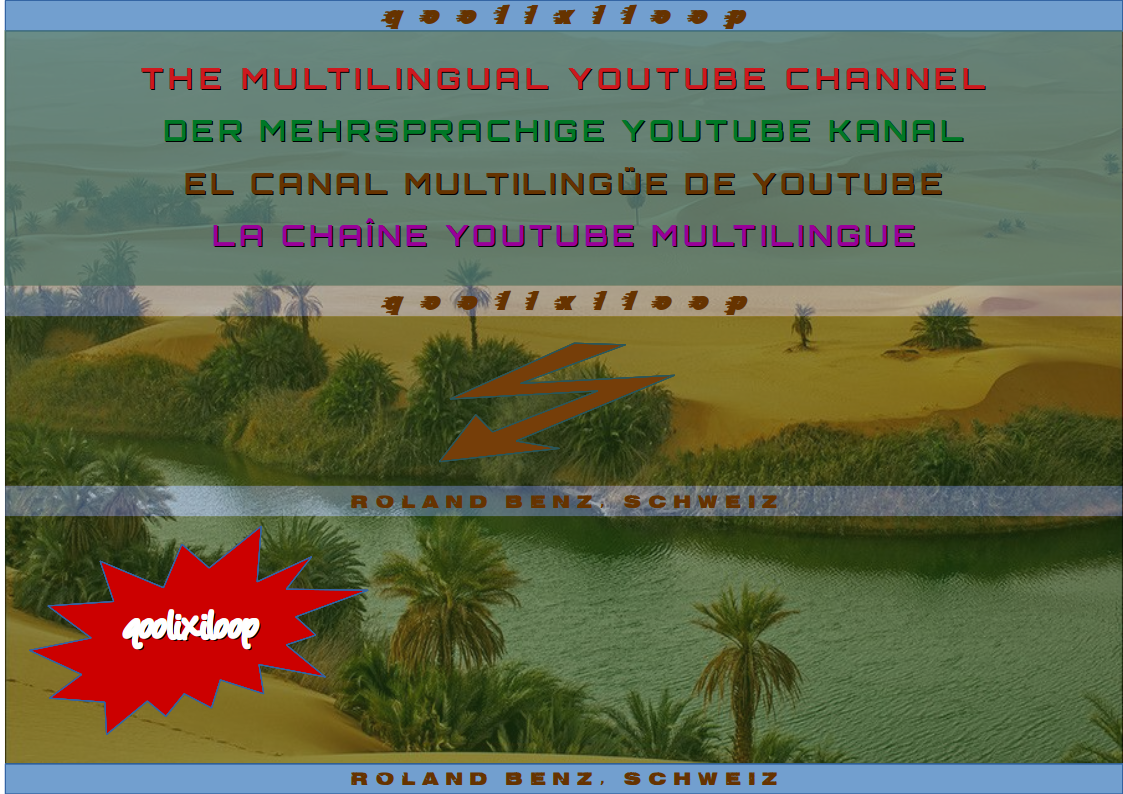 qoolixiloop
THE MULTILINGUAL YOUTUBE CHANNEL
DER MEHRSPRACHIGE YOUTUBE KANAL
EL CANAL MULTILINGÜE DE YOUTUBE
LA CHAÎNE YOUTUBE MULTILINGUE
qoolixiloop
ROLAND BENZ, SCHWEIZ
qoolixiloop
ROLAND BENZ, SCHWEIZ